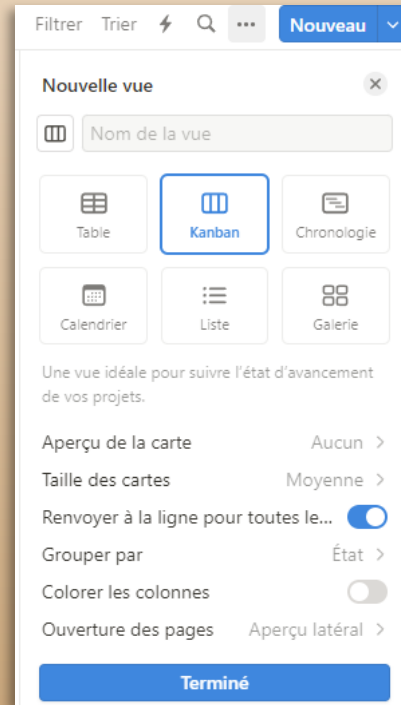 Filtrer Trier ••• Nouveau
Nouvelle vue
Nom de la vue
Table Kanban Chronologie
Calendrier Liste Galerie
Une vue idéale pour suivre l'état d'avancement
de vos projets.
Aperçu de la carte Aucun >
Taille des cartes Moyenne >
Renvoyer à la ligne pour toutes le...
Grouper par État >
Colorer les colonnes
Ouverture des pages Aperçu latéral >
Terminé